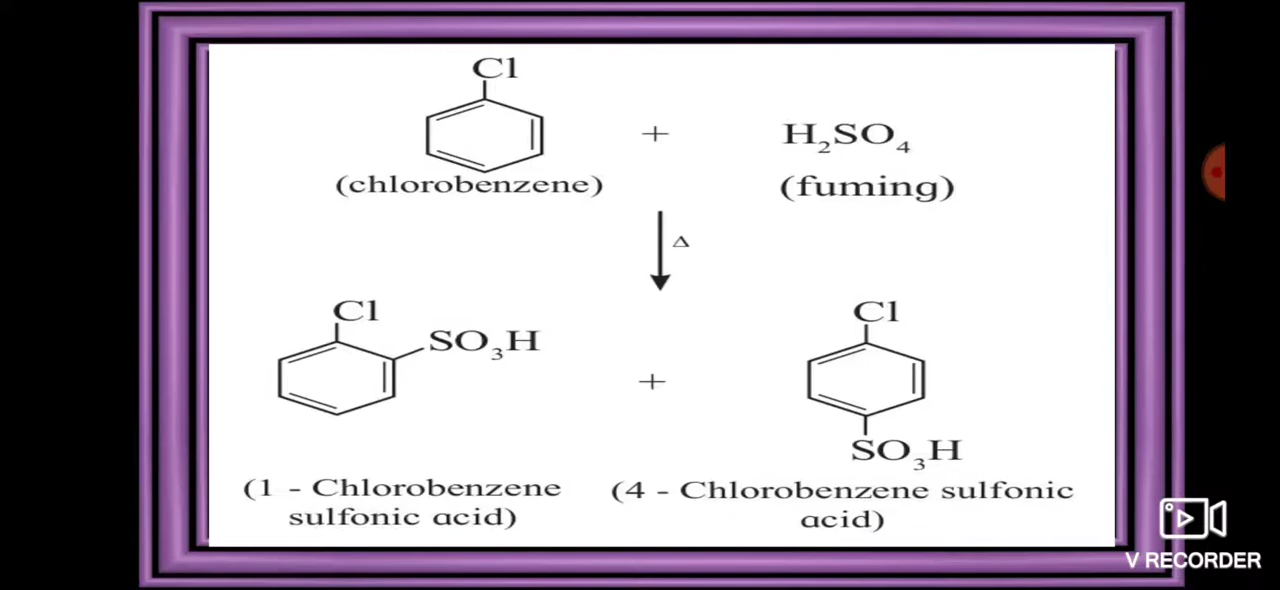 Cl
+ H₂SO₄
(chlorobenzene) (fuming)
Δ
Cl Cl
SO₃H
+
SO₃H
(1 - Chlorobenzene
sulfonic acid)
(4 - Chlorobenzene sulfonic
acid)
V RECORDER